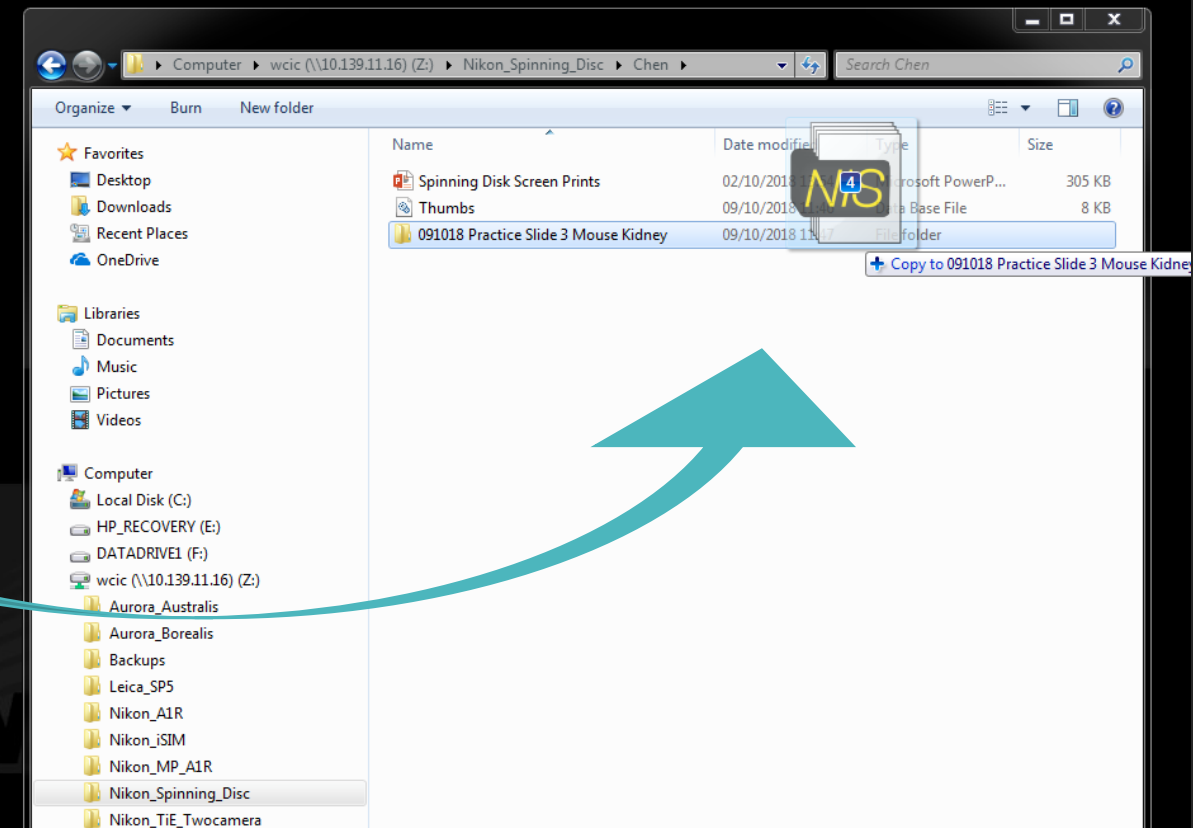 Computer ▸ wcic (\\10.139.11.16) (Z:) ▸ Nikon_Spinning_Disc ▸ Chen ▸ Search Chen
Organize Burn New folder
Favorites
Desktop
Downloads
Recent Places
OneDrive
Libraries
Documents
Music
Pictures
Videos
Computer
Local Disk (C:)
HP_RECOVERY (E:)
DATADRIVE1 (F:)
wcic (\\10.139.11.16) (Z:)
Aurora_Australis
Aurora_Borealis
Backups
Leica_SP5
Nikon_A1R
Nikon_iSIM
Nikon_MP_A1R
Nikon_Spinning_Disc
Nikon_TiE_Twocamera
Name Date modifie Type Size
Spinning Disk Screen Prints 02/10/2018 rosoft PowerP... 305 KB
Thumbs 09/10/2018 Data Base File 8 KB
091018 Practice Slide 3 Mouse Kidney 09/10/2018 File folder
NIS
4
Copy to 091018 Practice Slide 3 Mouse Kidney